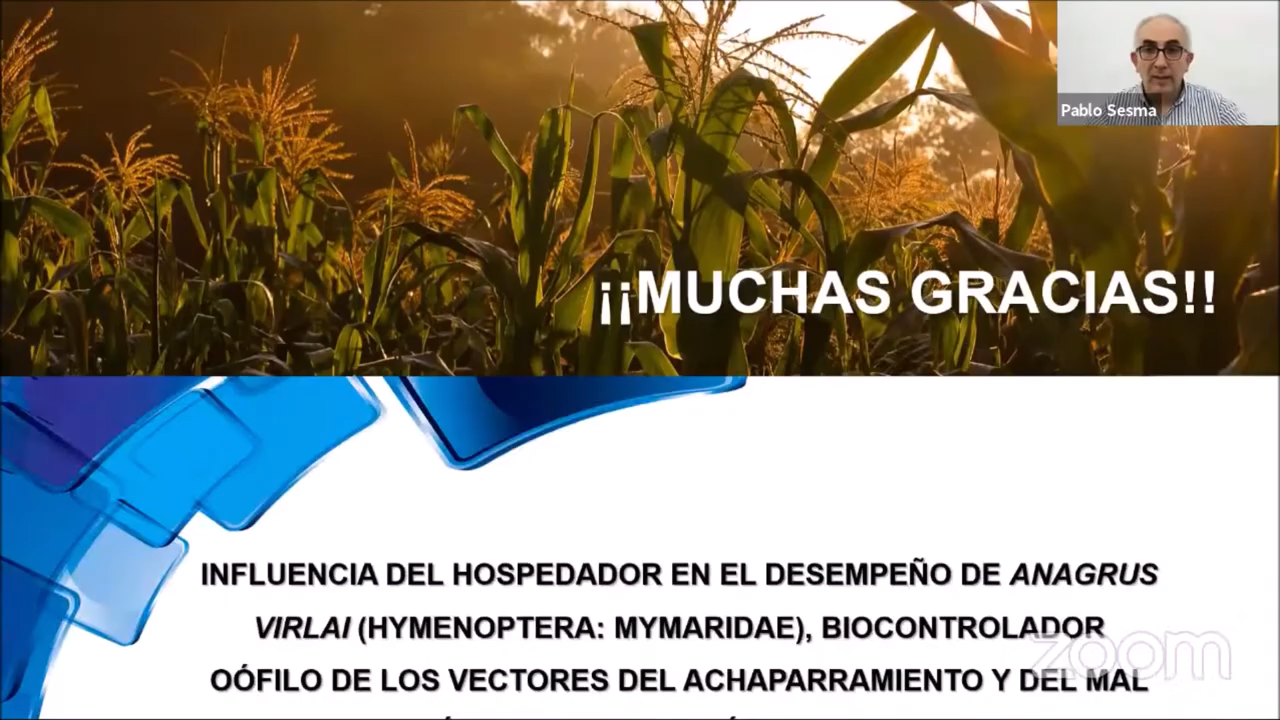 Pablo Sesma
¡¡MUCHAS GRACIAS!!
INFLUENCIA DEL HOSPEDADOR EN EL DESEMPEÑO DE ANAGRUS
VIRLAI (HYMENOPTERA: MYMARIDAE), BIOCONTROLADOR
OÓFILO DE LOS VECTORES DEL ACHAPARRAMIENTO Y DEL MAL
zoom